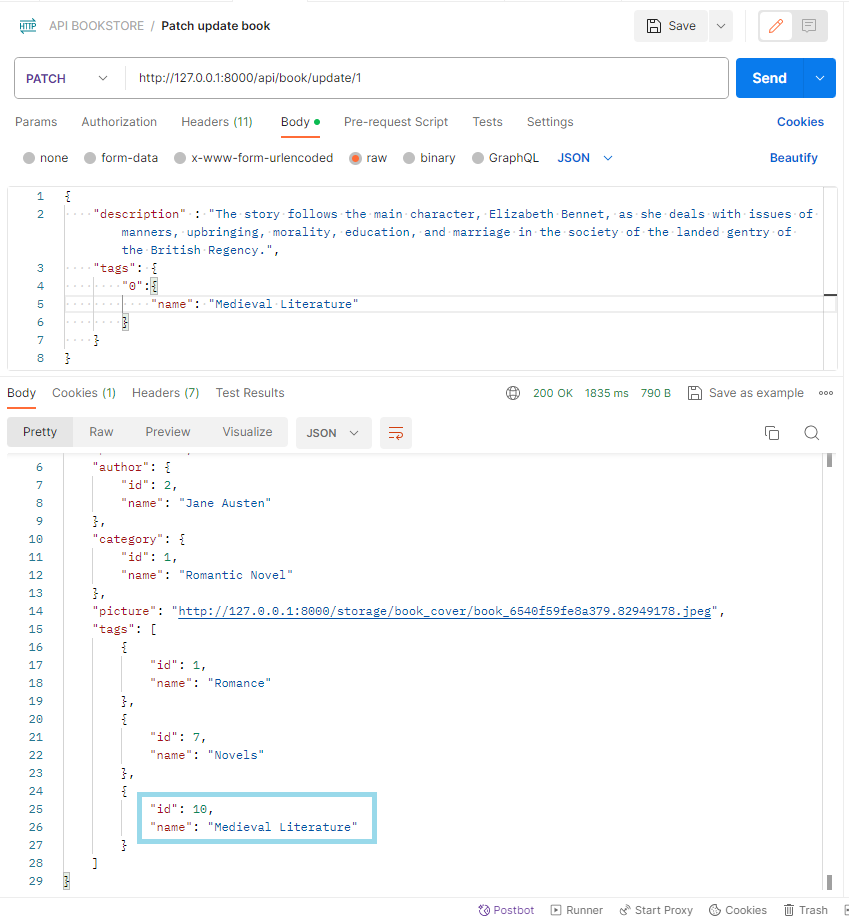 HTTP API BOOKSTORE / Patch update book Save
PATCH http://127.0.0.1:8000/api/book/update/1 Send
Params Authorization Headers (11) Body Pre-request Script Tests Settings Cookies
none form-data x-www-form-urlencoded raw binary GraphQL JSON Beautify
1 {
2 "description" : "The story follows the main character, Elizabeth Bennet, as she deals with issues of
manners, upbringing, morality, education, and marriage in the society of the landed gentry of
the British Regency.",
3 "tags": {
4 "0":{
5 "name": "Medieval Literature"
6 }
7 }
8 }
Body Cookies (1) Headers (7) Test Results 200 OK 1835 ms 790 B Save as example
Pretty Raw Preview Visualize JSON
6 "author": {
7 "id": 2,
8 "name": "Jane Austen"
9 },
10 "category": {
11 "id": 1,
12 "name": "Romantic Novel"
13 },
14 "picture": "http://127.0.0.1:8000/storage/book_cover/book_6540f59fe8a379.82949178.jpeg",
15 "tags": [
16 {
17 "id": 1,
18 "name": "Romance"
19 },
20 {
21 "id": 7,
22 "name": "Novels"
23 },
24 {
25 "id": 10,
26 "name": "Medieval Literature"
27 }
28 ]
29 }
Postbot Runner Start Proxy Cookies Trash